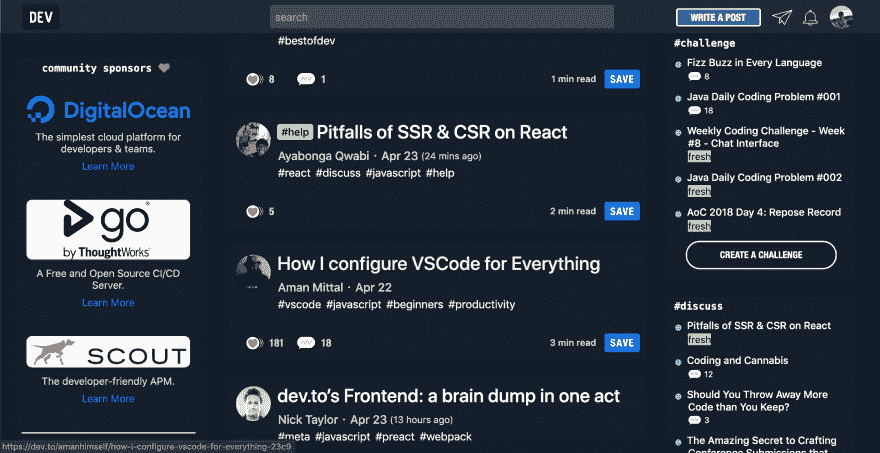 DEV
search
WRITE A POST
community sponsors
DigitalOcean
The simplest cloud platform for
developers & teams.
Learn More
go
by ThoughtWorks
A Free and Open Source CI/CD
Server.
Learn More
SCOUT
The developer-friendly APM.
Learn More
#bestofdev
8
1
1 min read
SAVE
#help Pitfalls of SSR & CSR on React
Ayabonga Qwabi • Apr 23 (24 mins ago)
#react #discuss #javascript #help
5
2 min read
SAVE
How I configure VSCode for Everything
Aman Mittal • Apr 22
#vscode #javascript #beginners #productivity
181
18
3 min read
SAVE
dev.to's Frontend: a brain dump in one act
Nick Taylor • Apr 23 (13 hours ago)
#meta #javascript #preact #webpack
#challenge
Fizz Buzz in Every Language
8
Java Daily Coding Problem #001
18
Weekly Coding Challenge - Week
#8 - Chat Interface
fresh
Java Daily Coding Problem #002
fresh
AoC 2018 Day 4: Repose Record
fresh
CREATE A CHALLENGE
#discuss
Pitfalls of SSR & CSR on React
fresh
Coding and Cannabis
12
Should You Throw Away More
Code than You Keep?
3
The Amazing Secret to Crafting
Conference Submissions that
https://dev.to/amanhimself/how-i-configure-vscode-for-everything-23c9